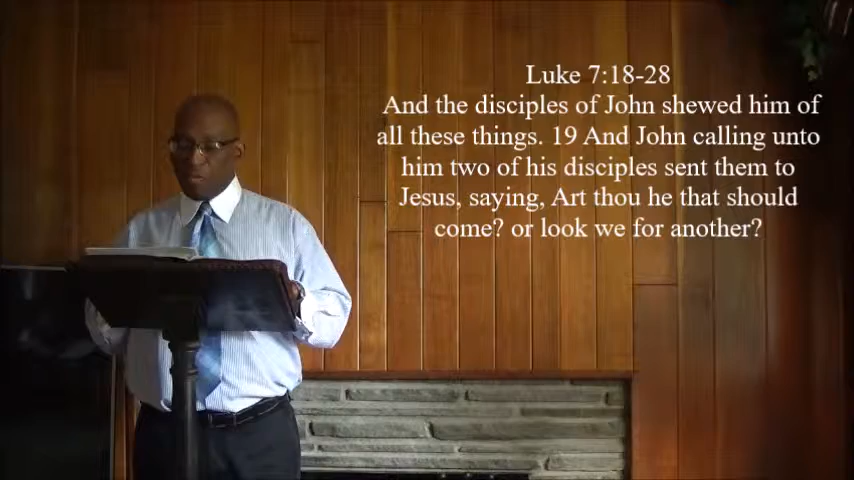 Luke 7:18-28
And the disciples of John shewed him of
all these things. 19 And John calling unto
him two of his disciples sent them to
Jesus, saying, Art thou he that should
come? or look we for another?